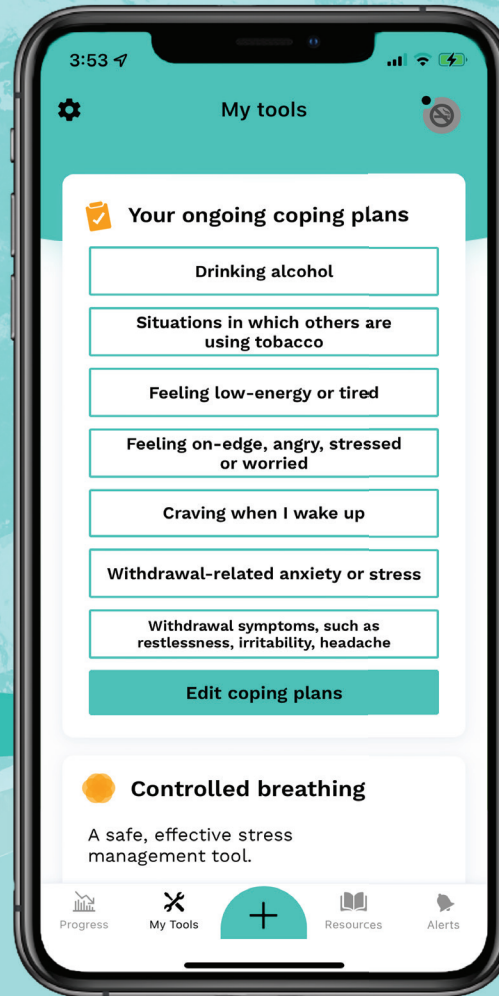 3:53
My tools
Your ongoing coping plans
Drinking alcohol
Situations in which others are
using tobacco
Feeling low-energy or tired
Feeling on-edge, angry, stressed
or worried
Craving when I wake up
Withdrawal-related anxiety or stress
Withdrawal symptoms, such as
restlessness, irritability, headache
Edit coping plans
Controlled breathing
A safe, effective stress
management tool.
Progress
My Tools
+
Resources
Alerts